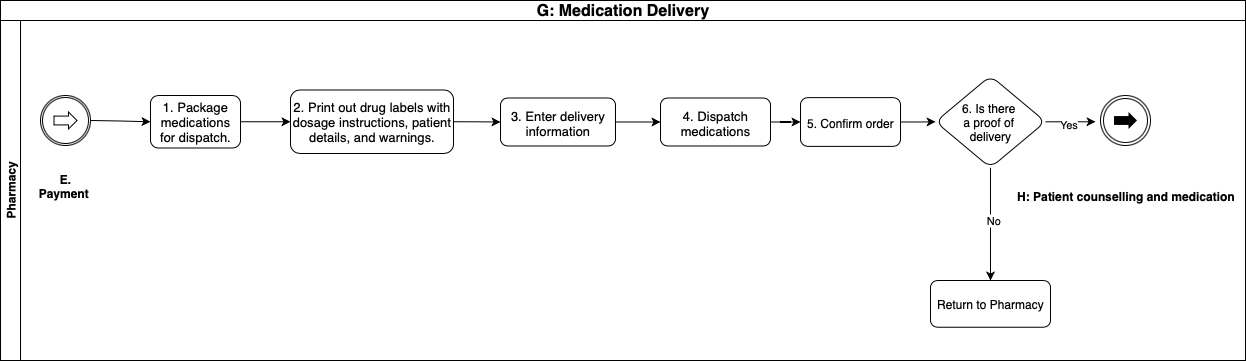 G: Medication Delivery
Pharmacy
E.
Payment
1. Package
medications
for dispatch.
2. Print out drug labels with
dosage instructions, patient
details, and warnings.
3. Enter delivery
information
4. Dispatch
medications
5. Confirm order
6. Is there
a proof of
delivery
Yes
H: Patient counselling and medication
No
Return to Pharmacy